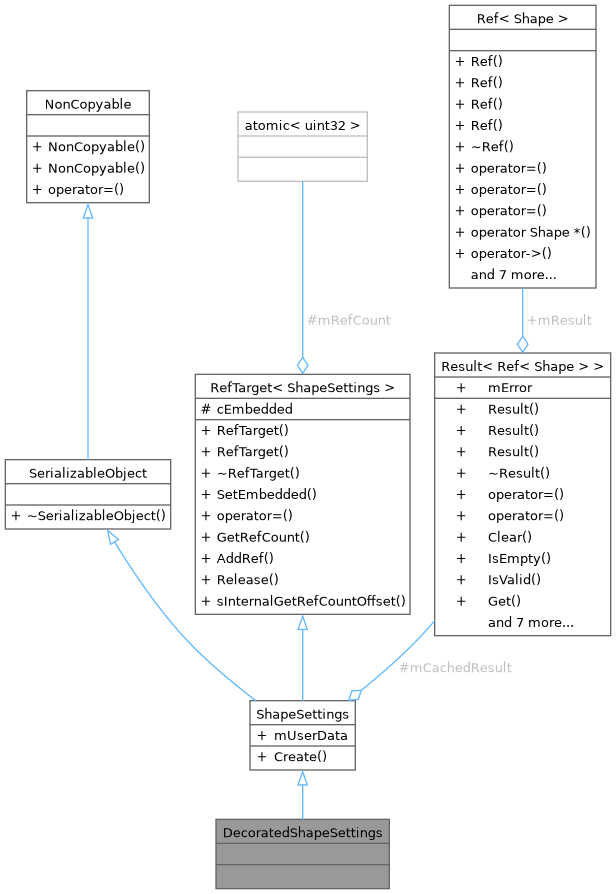 Ref< Shape >
+ Ref()
+ Ref()
+ Ref()
+ Ref()
+ ~Ref()
+ operator=()
+ operator=()
+ operator=()
+ operator Shape *()
+ operator->()
and 7 more...
NonCopyable
+ NonCopyable()
+ NonCopyable()
+ operator=()
atomic< uint32 >
#mRefCount
+mResult
RefTarget< ShapeSettings >
# cEmbedded
+ RefTarget()
+ RefTarget()
+ ~RefTarget()
+ SetEmbedded()
+ operator=()
+ GetRefCount()
+ AddRef()
+ Release()
+ sInternalGetRefCountOffset()
Result< Ref< Shape > >
+ mError
+ Result()
+ Result()
+ Result()
+ ~Result()
+ operator=()
+ operator=()
+ Clear()
+ IsEmpty()
+ IsValid()
+ Get()
and 7 more...
SerializableObject
+ ~SerializableObject()
#mCachedResult
ShapeSettings
+ mUserData
+ Create()
DecoratedShapeSettings